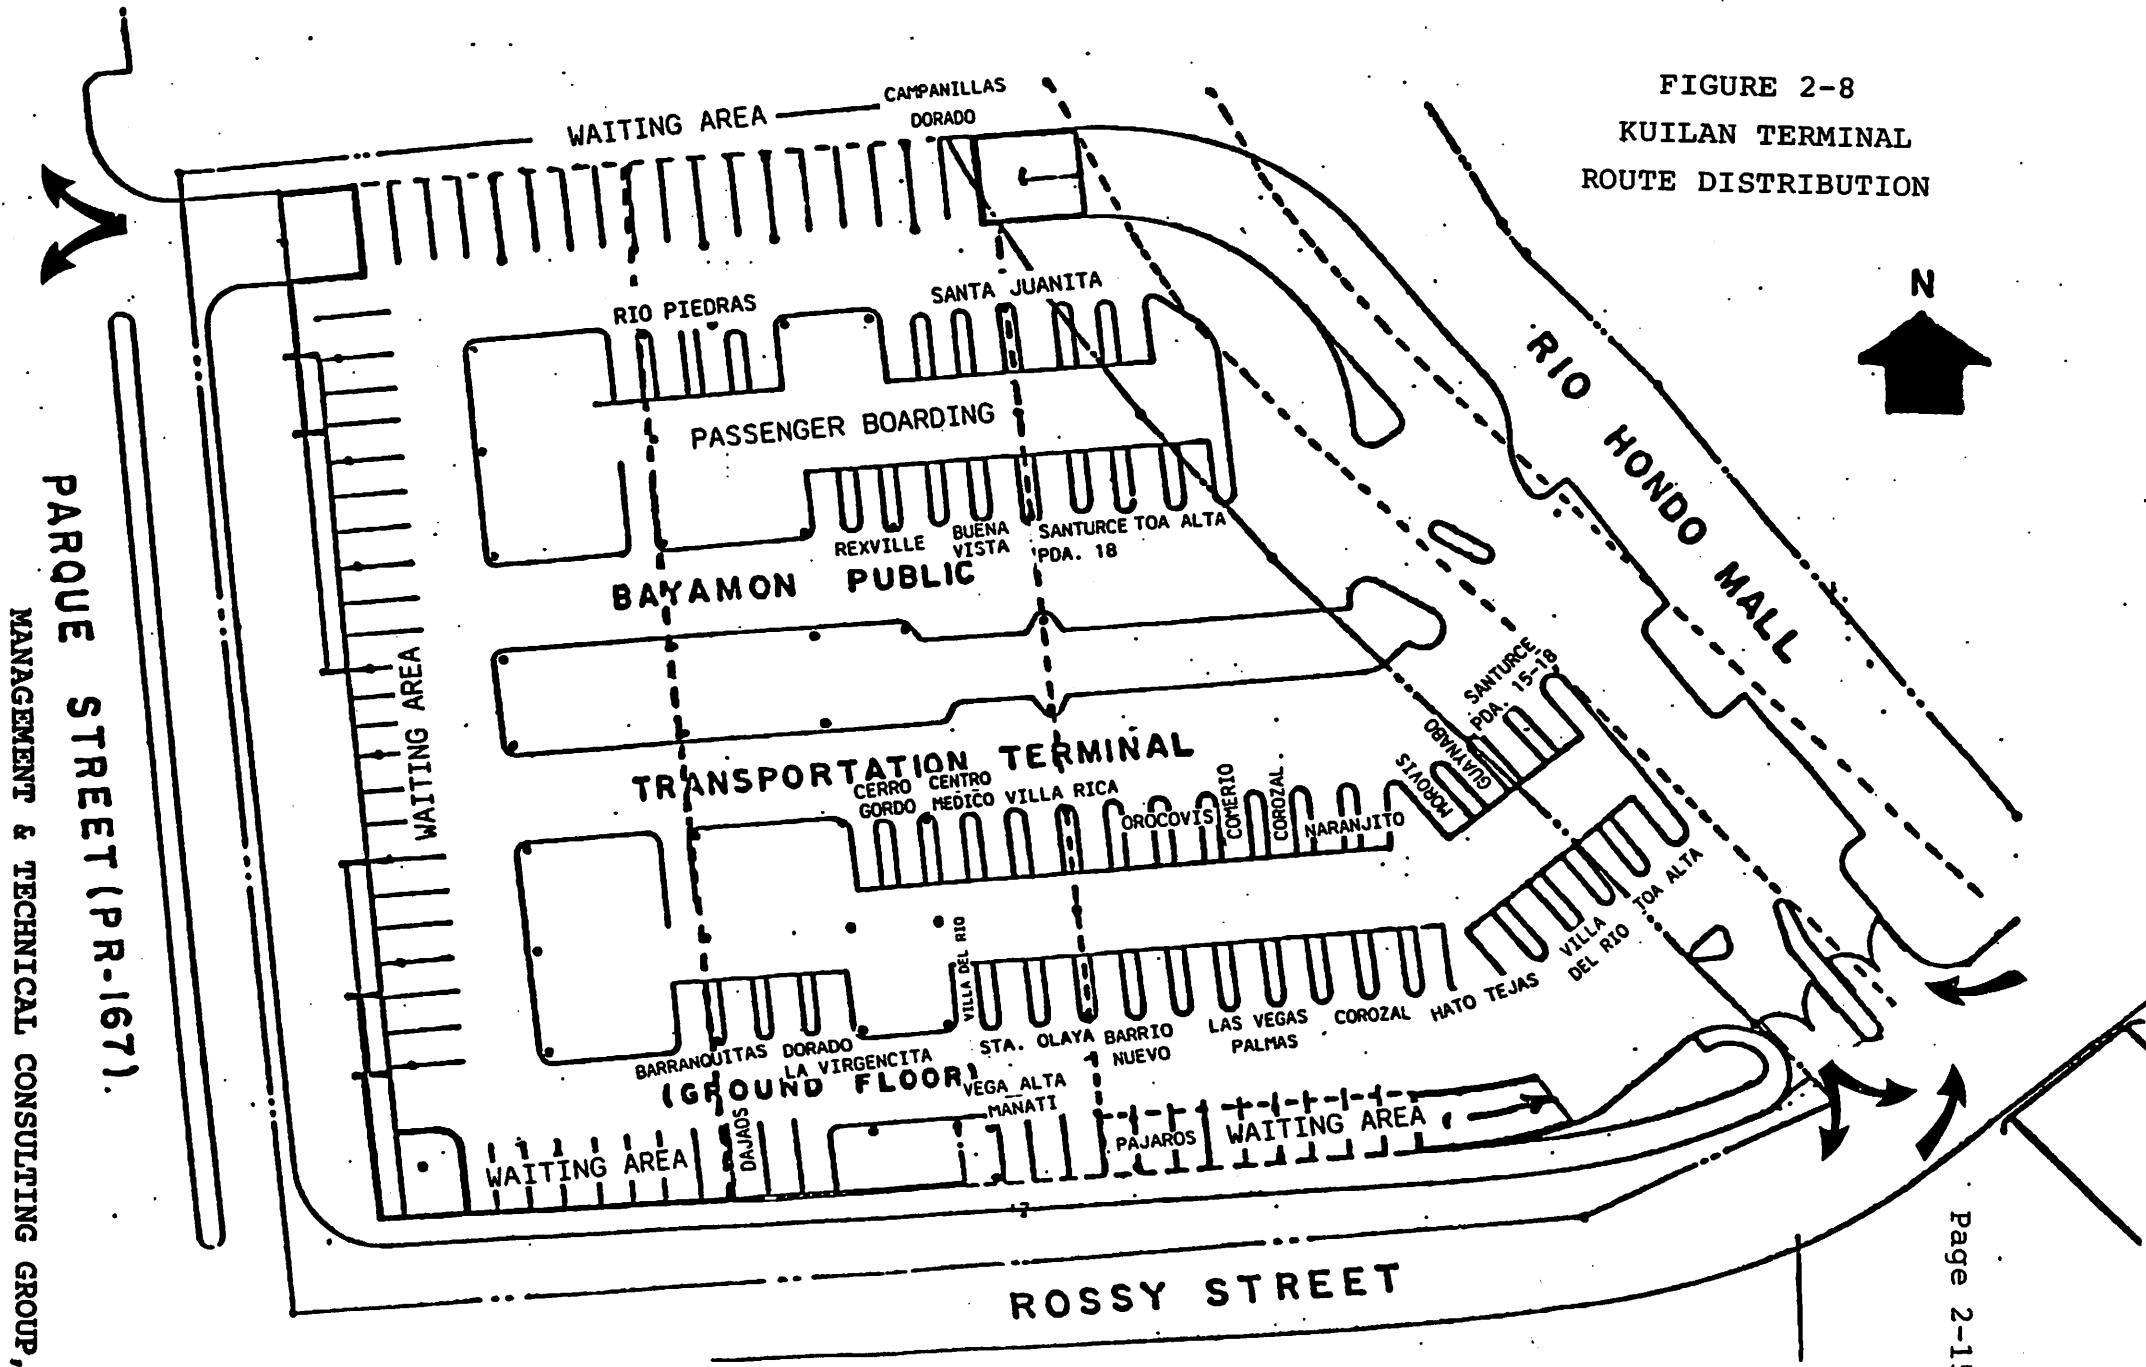 FIGURE 2-8
KUILAN TERMINAL
ROUTE DISTRIBUTION
N
CAMPANILLAS
DORADO
WAITING AREA
SANTA JUANITA
RIO PIEDRAS
PASSENGER BOARDING
REXVILLE
BUENA
VISTA
SANTURCE
PDA. 18
TOA ALTA
BAYAMON PUBLIC
RIO HONDO MALL
WAITING AREA
TRANSPORTATION TERMINAL
CERRO
GORDO
CENTRO
MEDICO
VILLA RICA
OROCOVIS
COMERIO
COROZAL.
NARANJITO
MOROVIS
GUAYNABO
SANTURCE,
PDA. 15-18
VILLA DEL RIO
BARRANQUITAS
DORADO
LA VIRGENCITA
STA. OLAYA
BARRIO
NUEVO
LAS VEGAS
PALMAS
COROZAL
HATO TEJAS
VILLA
DEL RIO
TOA ALTA
(GROUND FLOOR)
VEGA ALTA
MANATI
DAJAOS
WAITING AREA
PAJAROS
WAITING AREA
ROSSY STREET
PARQUE STREET (PR-167).
MANAGEMENT & TECHNICAL CONSULTING GROUP,